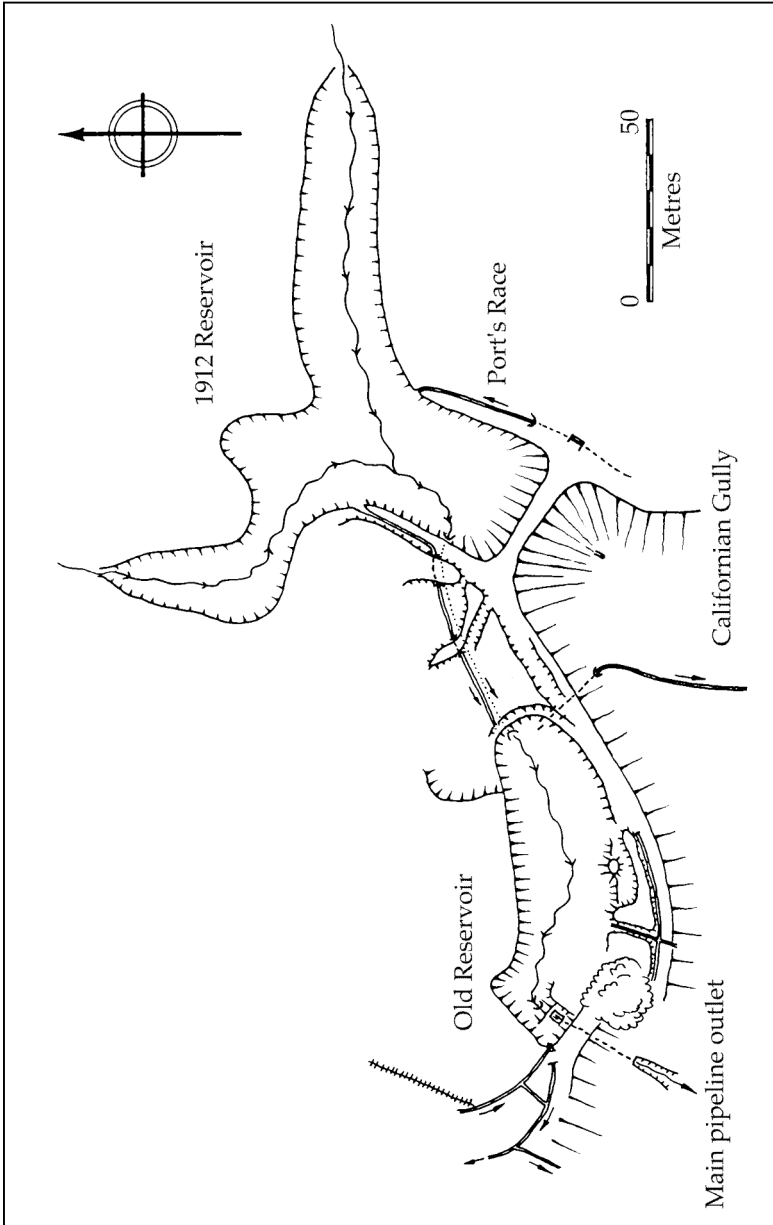 1912 Reservoir
Port's Race
0 50
Metres
Californian Gully
Old Reservoir
Main pipeline outlet